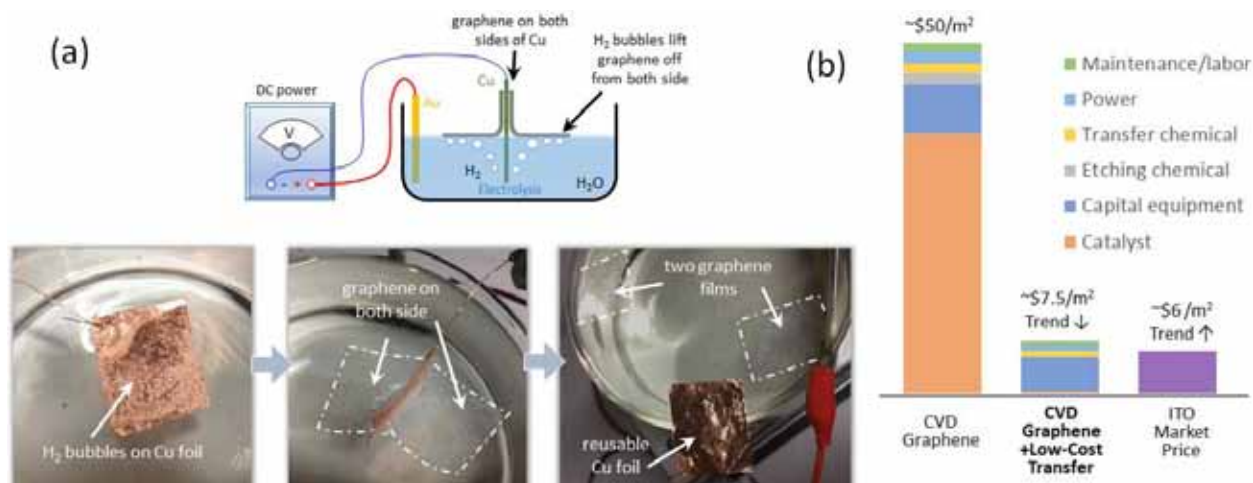 (a)
graphene on both
sides of Cu
H2 bubbles lift
graphene off
from both side
DC power
V
- +
Au
Cu
H2
Electrolysis
H2O
H2 bubbles on Cu foil
graphene on
both side
two graphene
films
reusable
Cu foil
(b)
~$50/m²
Maintenance/labor
Power
Transfer chemical
Etching chemical
Capital equipment
Catalyst
~$7.5/m²
Trend ↓
~$6/m²
Trend ↑
CVD
Graphene
CVD
Graphene
+Low-Cost
Transfer
ITO
Market
Price